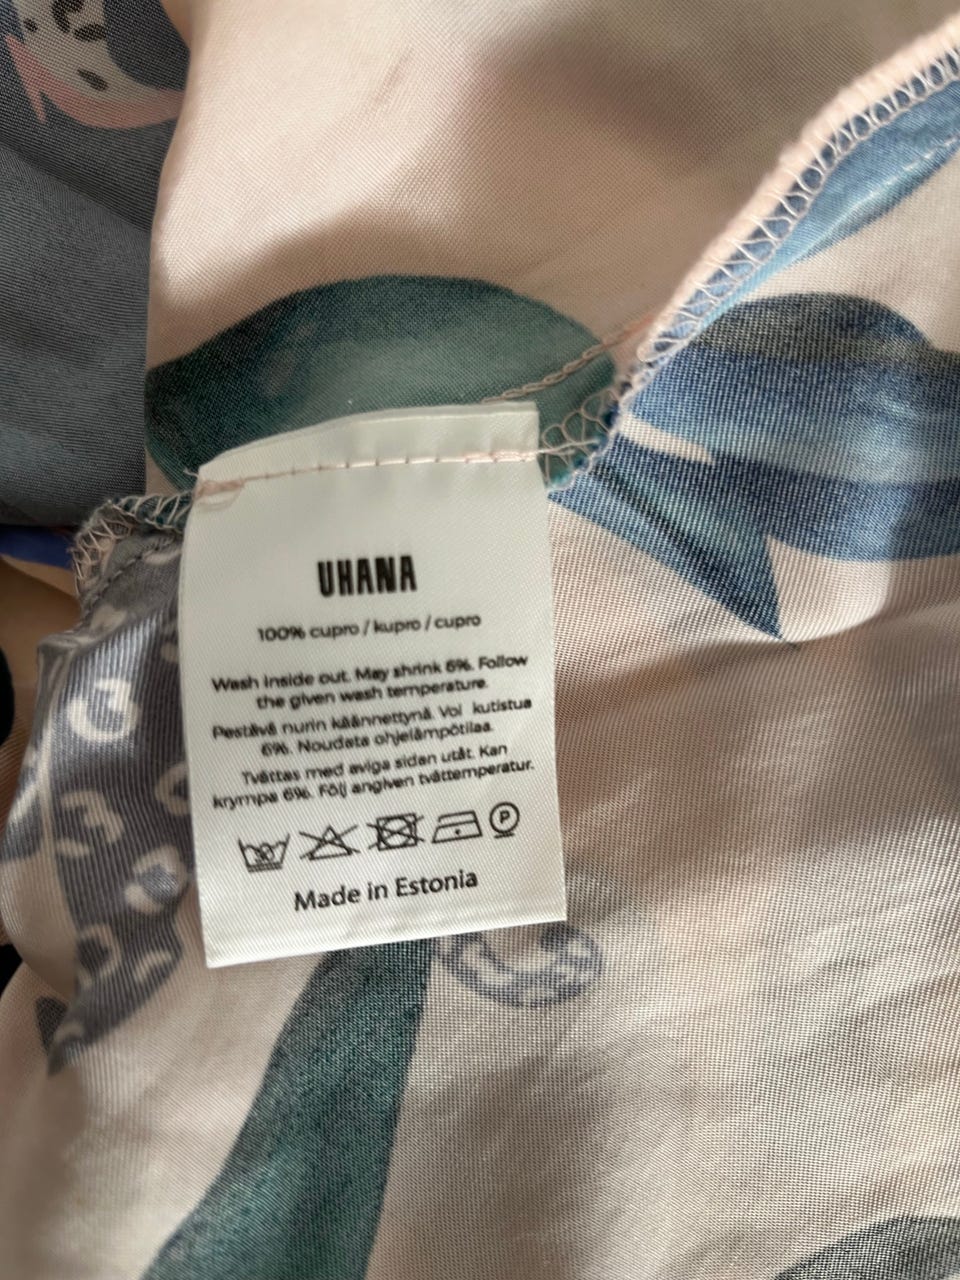 UHANA
100% cupro / kupro / cupro
Wash inside out. May shrink 6%. Follow
the given wash temperature.
Pestävä nurin käännettynä. Voi kutistua
6%. Noudata ohjelämpötilaa.
Tvättas med aviga sidan utåt. Kan
krympa 6%. Följ angiven tvättemperatur.
P
Made in Estonia